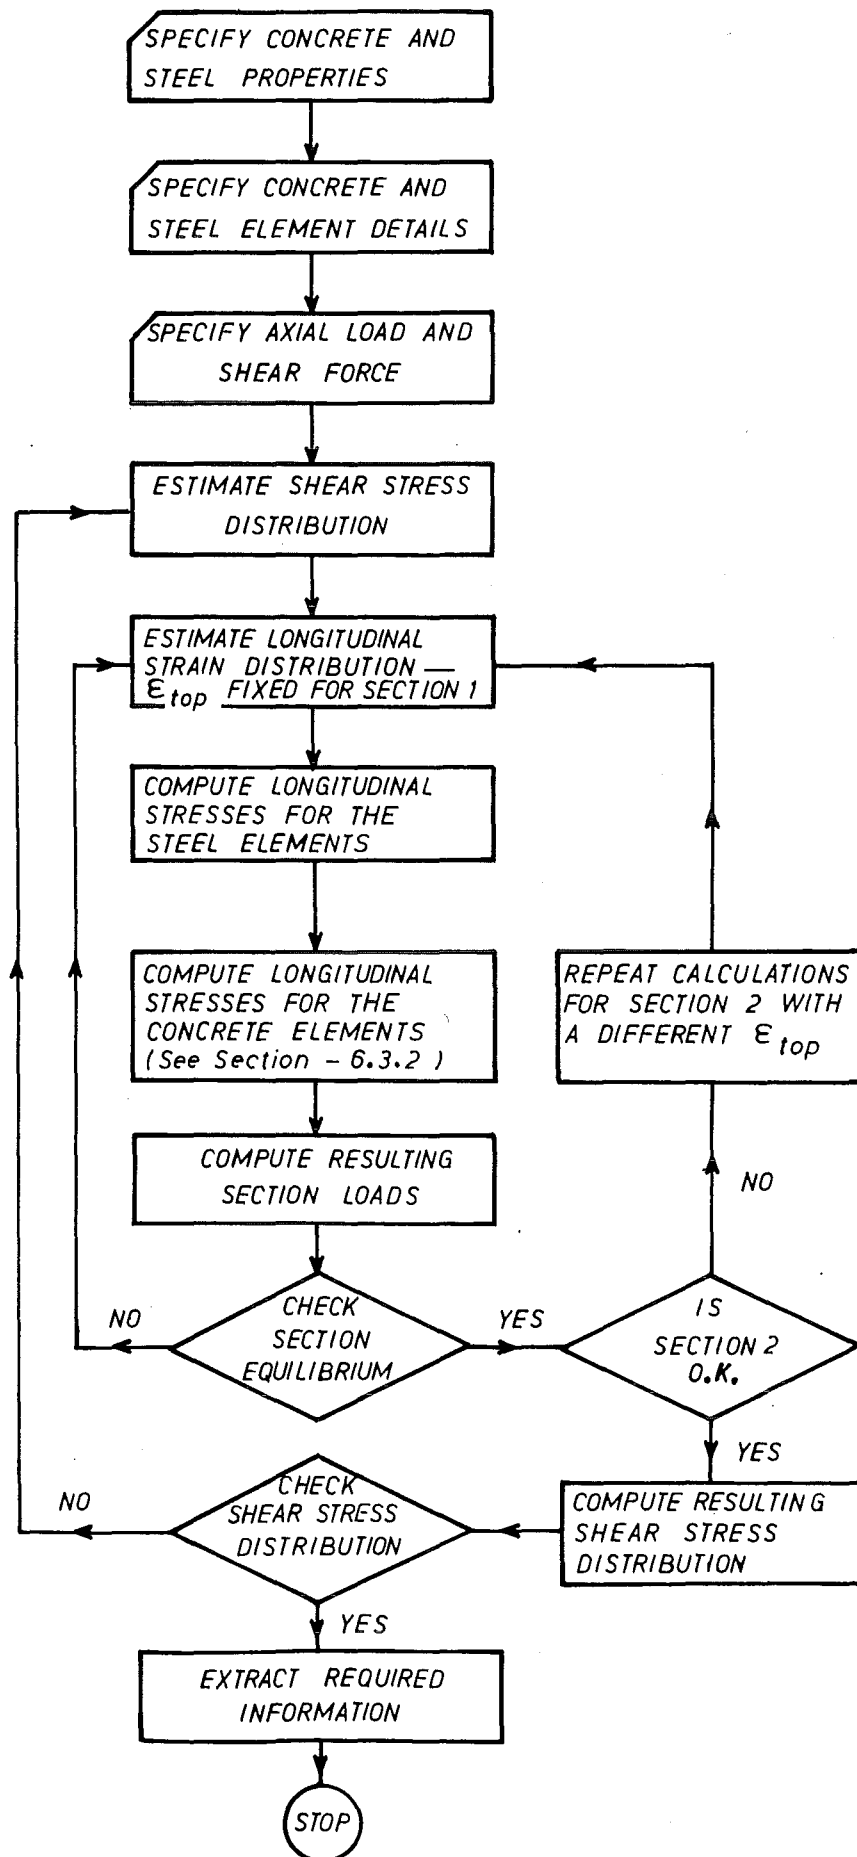 SPECIFY CONCRETE AND
STEEL PROPERTIES
SPECIFY CONCRETE AND
STEEL ELEMENT DETAILS
SPECIFY AXIAL LOAD AND
SHEAR FORCE
ESTIMATE SHEAR STRESS
DISTRIBUTION
ESTIMATE LONGITUDINAL
STRAIN DISTRIBUTION —
Ɛtop FIXED FOR SECTION 1
COMPUTE LONGITUDINAL
STRESSES FOR THE
STEEL ELEMENTS
COMPUTE LONGITUDINAL
STRESSES FOR THE
CONCRETE ELEMENTS
(See Section - 6.3.2)
REPEAT CALCULATIONS
FOR SECTION 2 WITH
A DIFFERENT Ɛtop
COMPUTE RESULTING
SECTION LOADS
NO
NO
CHECK
SECTION
EQUILIBRIUM
YES
IS
SECTION 2
O.K.
YES
NO
CHECK
SHEAR STRESS
DISTRIBUTION
COMPUTE RESULTING
SHEAR STRESS
DISTRIBUTION
YES
EXTRACT REQUIRED
INFORMATION
STOP